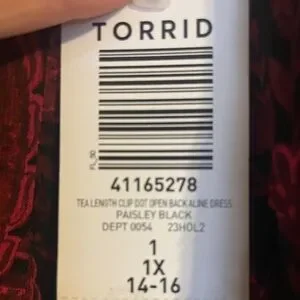 TORRID
FL_90
41165278
TEA LENGTH CLIP DOT OPEN BACK ALINE DRESS
PAISLEY BLACK
DEPT 0054 23HOL2
1
1X
14-16